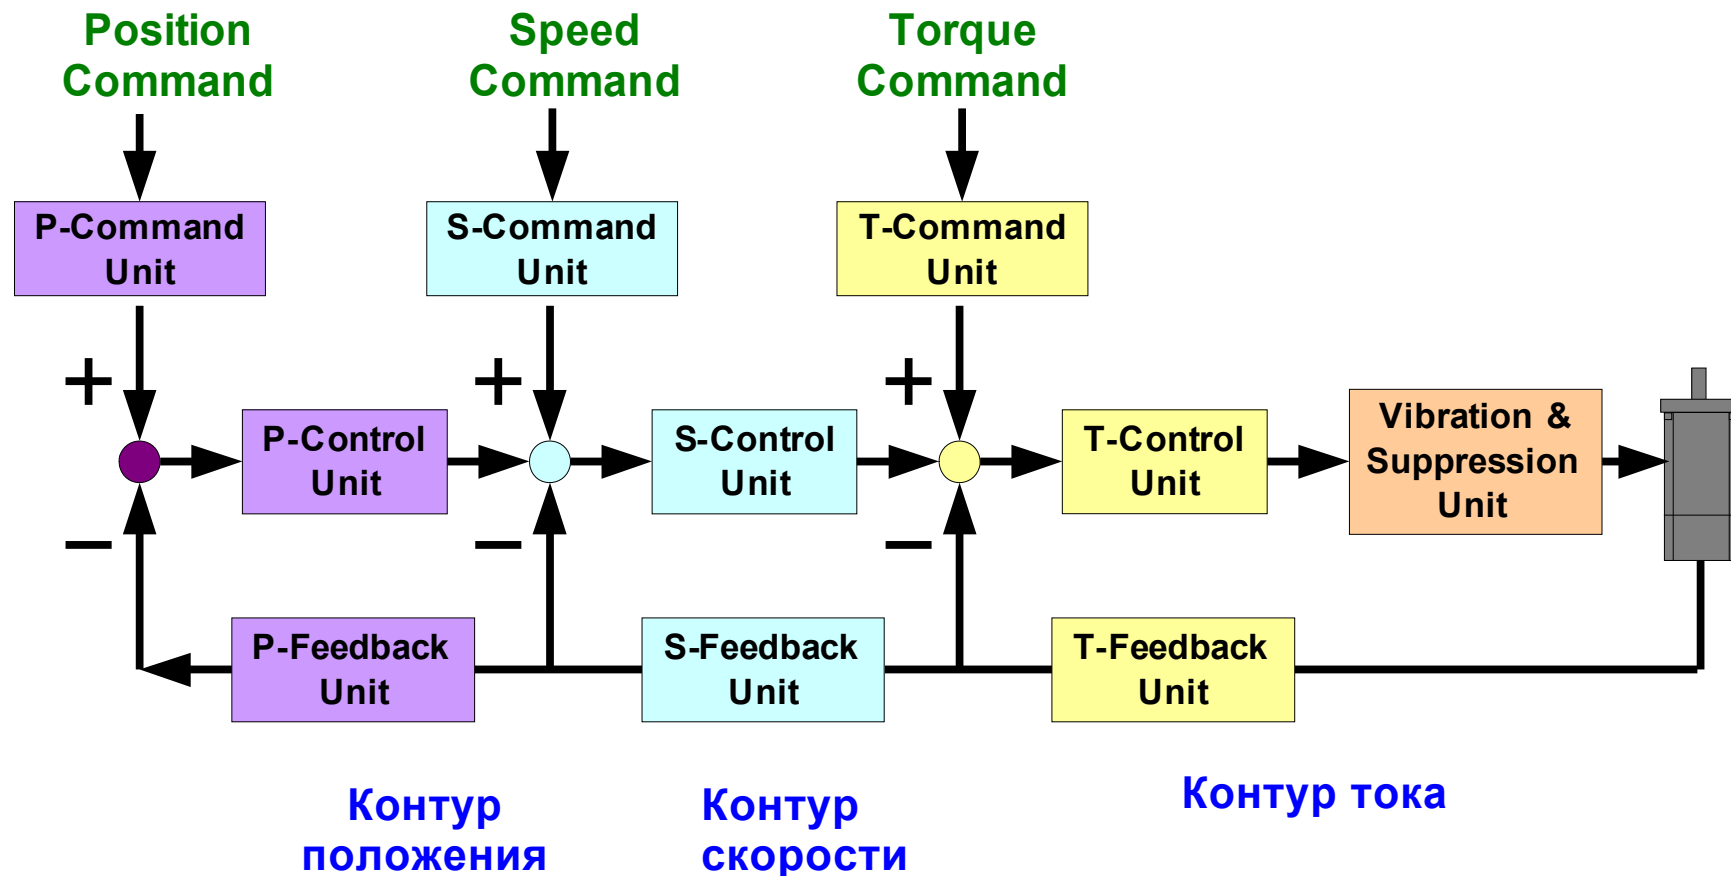 Position
Command
Speed
Command
Torque
Command
P-Command
Unit
S-Command
Unit
T-Command
Unit
+
+
+
P-Control
Unit
S-Control
Unit
T-Control
Unit
Vibration &
Suppression
Unit
−
−
−
P-Feedback
Unit
S-Feedback
Unit
T-Feedback
Unit
Контур
положения
Контур
скорости
Контур тока